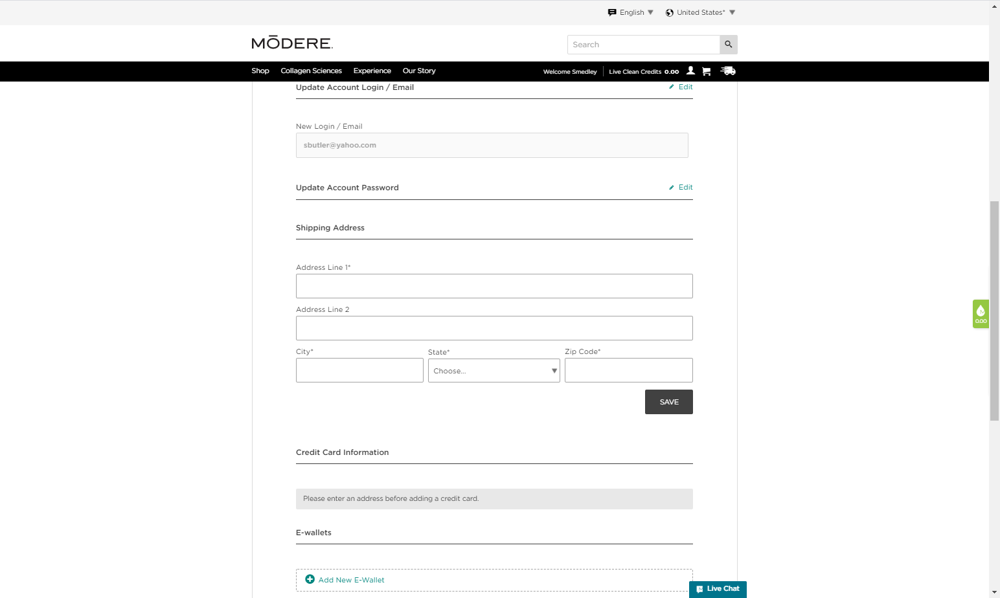 English
United States*
MODERE.
Search
Shop
Collagen Sciences
Experience
Our Story
Welcome Smedley
Live Clean Credits 0.00
Update Account Login / Email
Edit
New Login / Email
sbutler@yahoo.com
Update Account Password
Edit
Shipping Address
Address Line 1*
Address Line 2
City*
State*
Zip Code*
Choose...
SAVE
Credit Card Information
Please enter an address before adding a credit card.
E-wallets
Add New E-Wallet
0.00
Live Chat